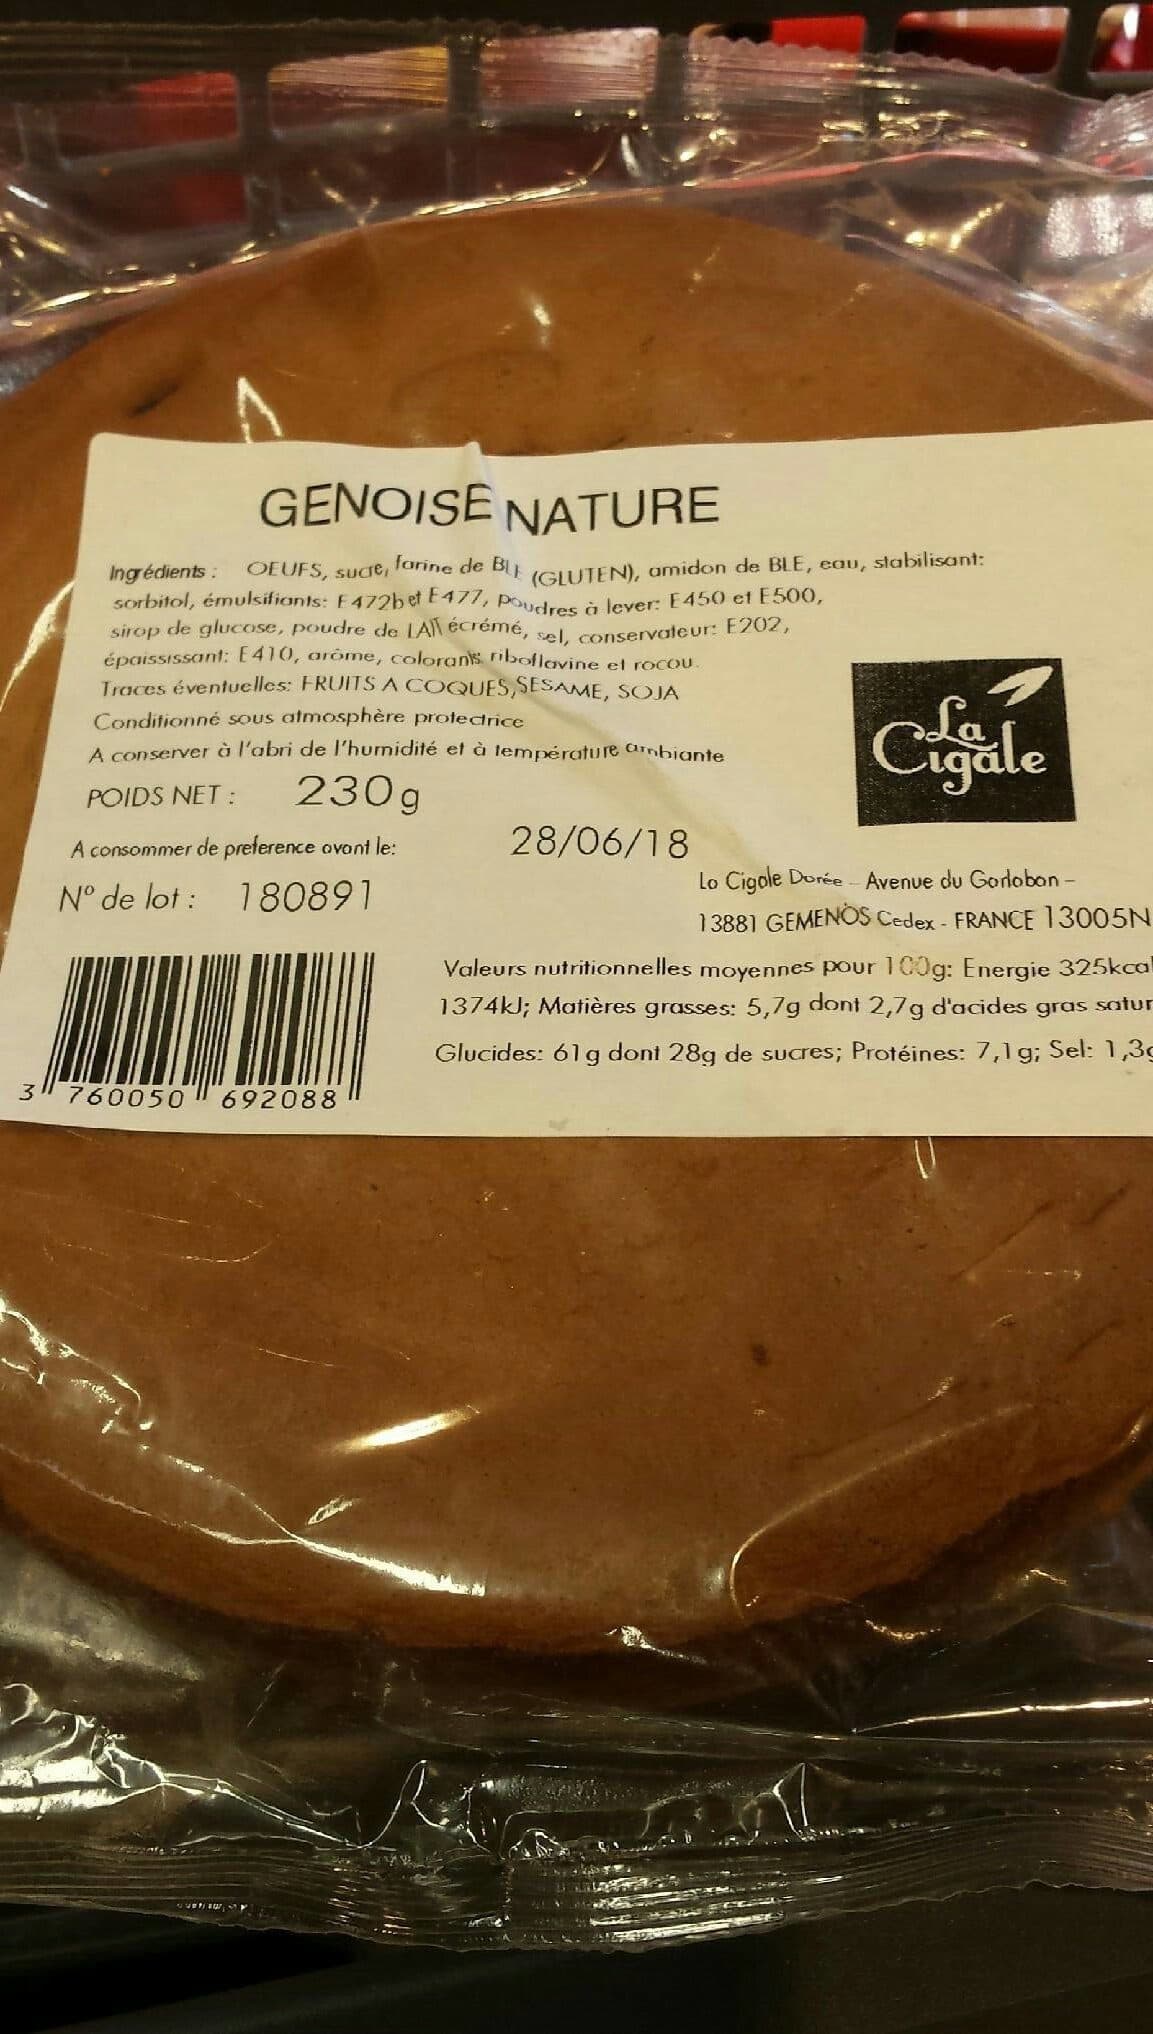 GENOISE NATURE
Ingrédients : OEUFS, sucre, farine de BLE (GLUTEN), amidon de BLE, eau, stabilisant:
sorbitol, émulsifiants: E472b et E477, poudres à lever: E450 et E500,
sirop de glucose, poudre de LAIT écrémé, sel, conservateur: E202,
épaississant: E410, arôme, colorants riboflavine et rocou.
Traces éventuelles: FRUITS A COQUES, SESAME, SOJA
Conditionné sous atmosphère protectrice
A conserver à l'abri de l'humidité et à température ambiante
La Cigale
POIDS NET : 230g
A consommer de preference avant le: 28/06/18
N° de lot : 180891
La Cigale Dorée - Avenue du Garlaban -
13881 GEMENOS Cedex - FRANCE 13005N
Valeurs nutritionnelles moyennes pour 100g: Energie 325kcal
1374kJ; Matières grasses: 5,7g dont 2,7g d'acides gras satur
Glucides: 61g dont 28g de sucres; Protéines: 7,1g; Sel: 1,3g
3 760050 692088